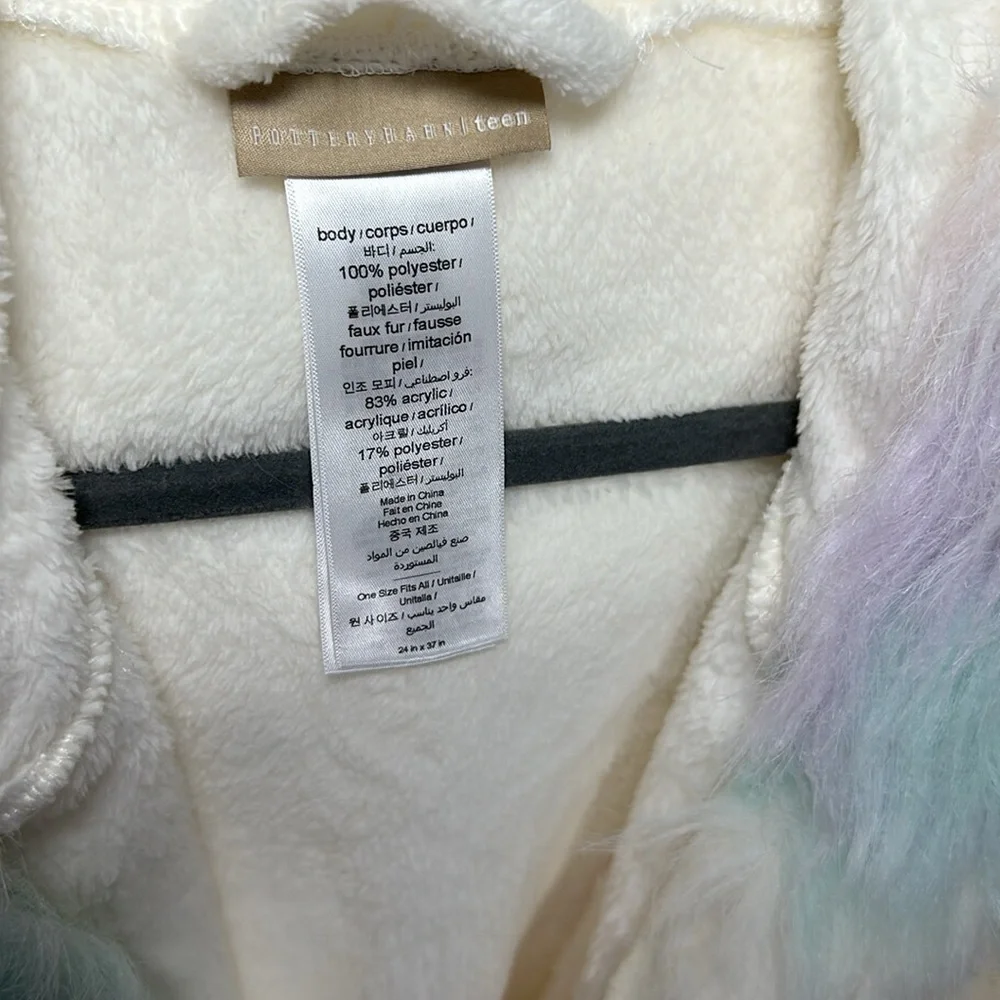 POTTERYBARN | teen
body / corps / cuerpo /
바디 / الجسم:
100% polyester /
poliéster /
폴리에스터 / البوليستر
faux fur / fausse
fourrure / imitación
piel /
인조 모피 / فرو اصطناعي:
83% acrylic /
acrylique / acrílico /
아크릴 / أكريليك
17% polyester /
poliéster /
폴리에스터 / البوليستر
Made in China
Fait en Chine
Hecho en China
중국 제조
صنع فيالصين من المواد
المستوردة
One Size Fits All / Unitaille /
Unitalla /
원 사이즈 / مقاس واحد يناسب
الجميع
24 in x 37 in